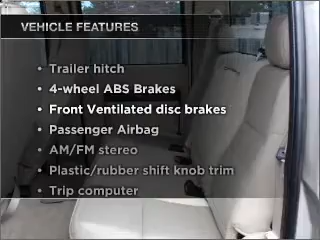 VEHICLE FEATURES
• Trailer hitch
• 4-wheel ABS Brakes
• Front Ventilated disc brakes
• Passenger Airbag
• AM/FM stereo
• Plastic/rubber shift knob trim
• Trip computer